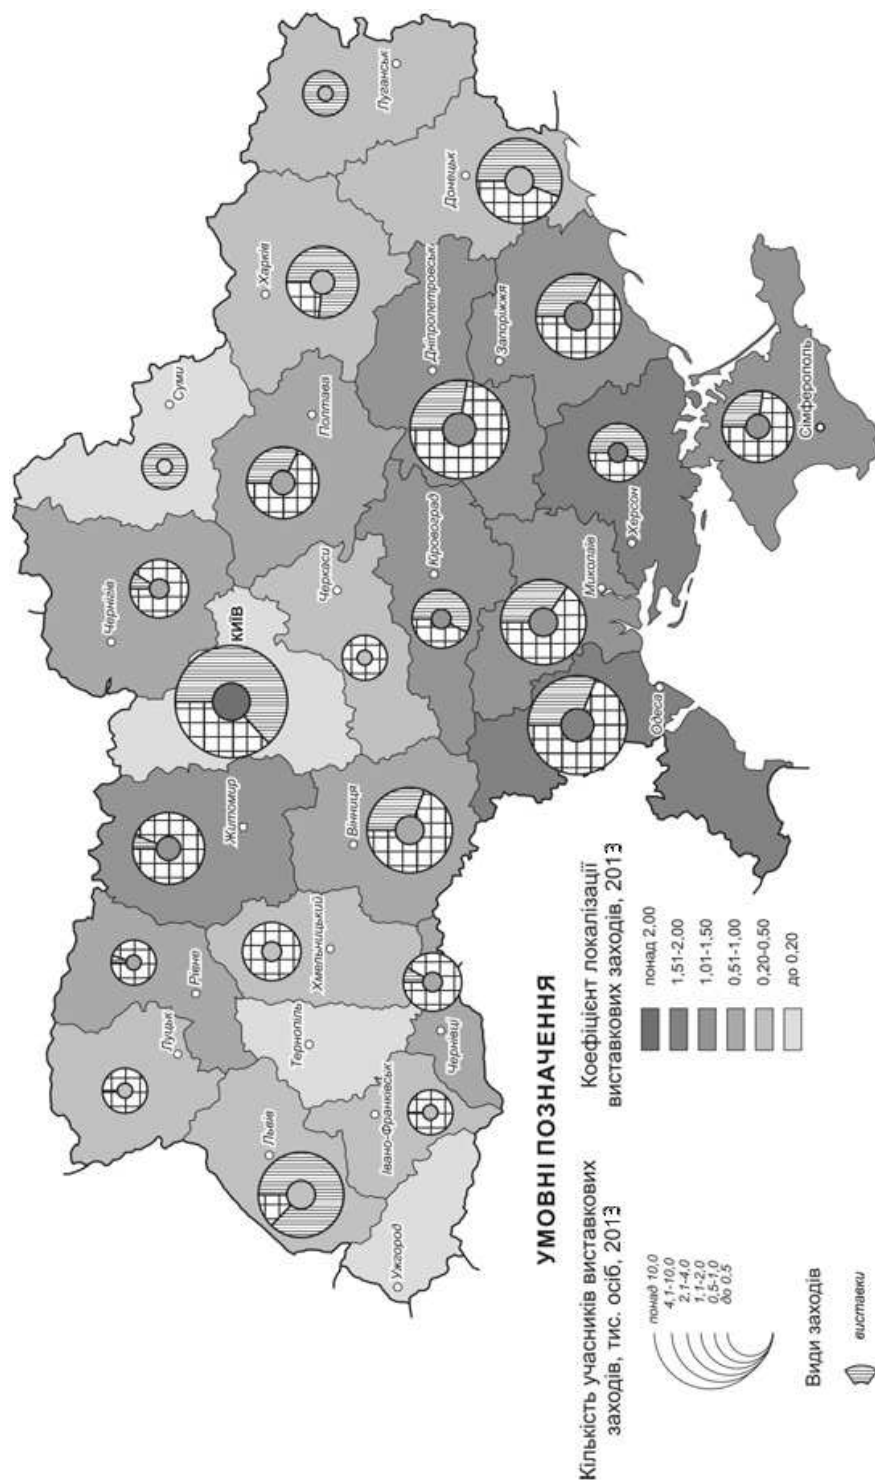 Луганськ
Харків
Суми
Донецьк
Дніпропетровськ
Запоріжжя
Полтава
Чернігів
КИЇВ
Черкаси
Кіровоград
Миколаїв
Херсон
Сімферополь
Одеса
Житомир
Вінниця
Рівне
Хмельницький
Луцьк
Тернопіль
Чернівці
Львів
Івано-Франківськ
Ужгород
УМОВНІ ПОЗНАЧЕННЯ
Кількість учасників виставкових
заходів, тис. осіб, 2013
понад 10,0
4,1-10,0
2,1-4,0
1,1-2,0
0,5-1,0
до 0,5
Види заходів
виставки
Коефіцієнт локалізації
виставкових заходів, 2013
понад 2,00
1,51-2,00
1,01-1,50
0,51-1,00
0,20-0,50
до 0,20